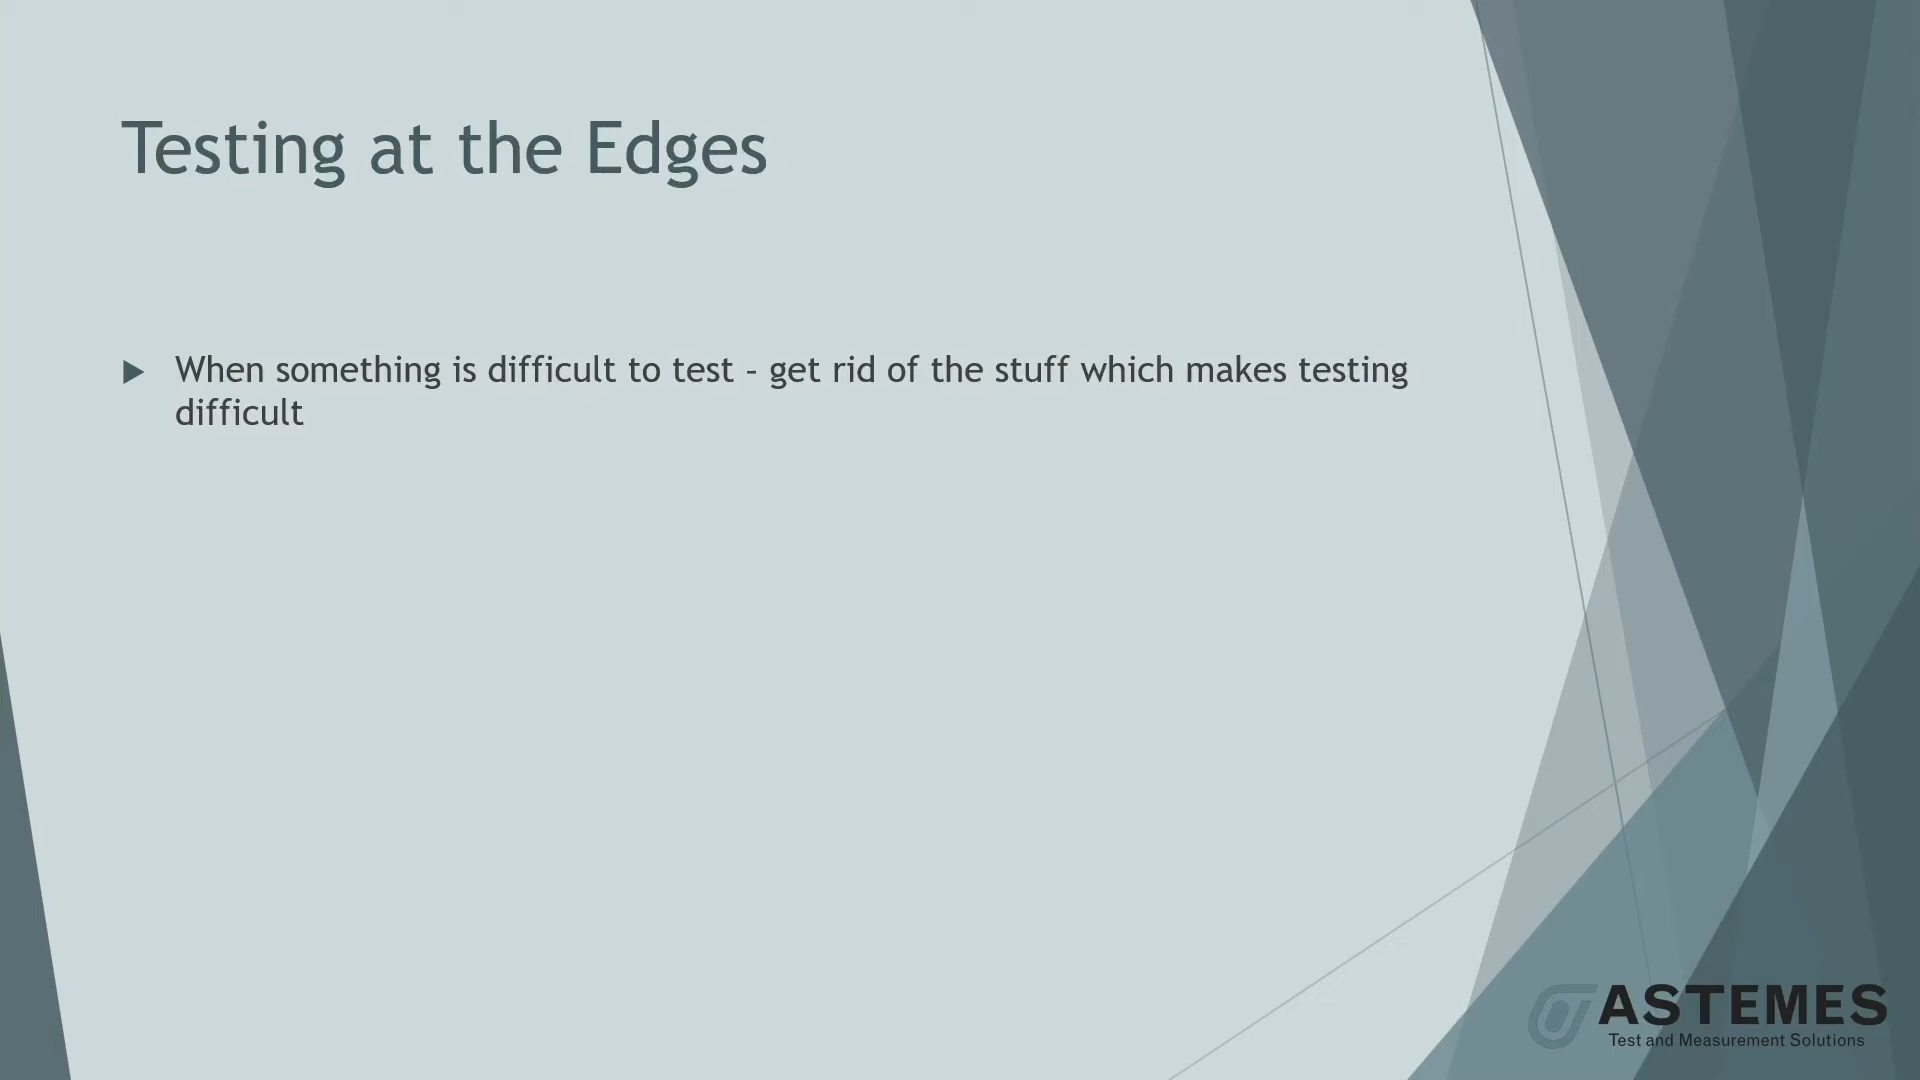 Testing at the Edges
When something is difficult to test – get rid of the stuff which makes testing
difficult
ASTEMES
Test and Measurement Solutions